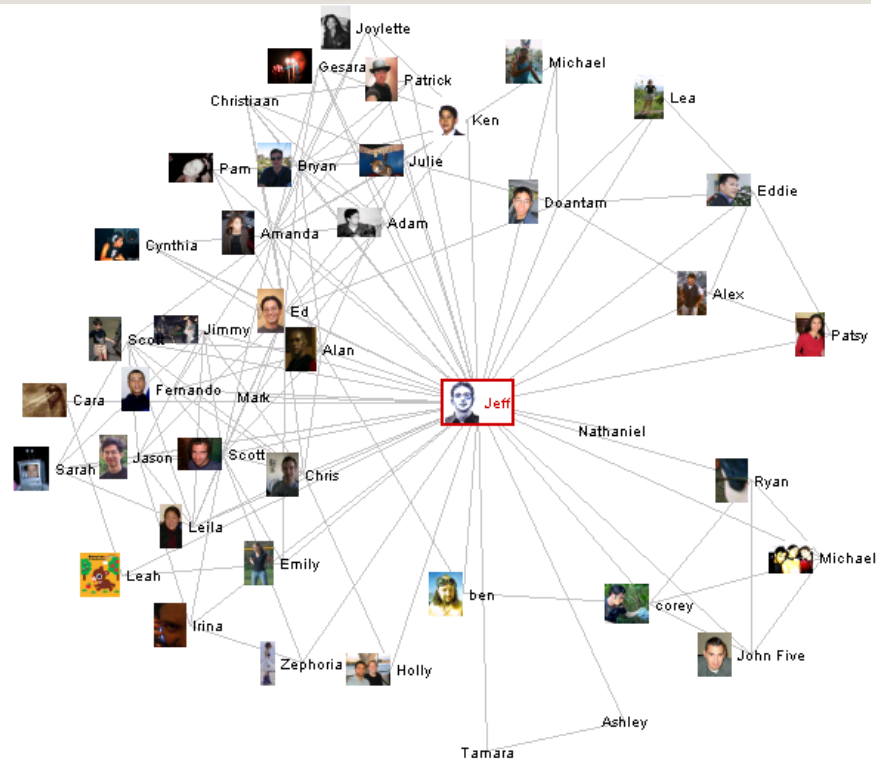 Joylette
Gesara
Patrick
Michael
Christiaan
Lea
Ken
Pam
Bryan
Julie
Doantam
Eddie
Cynthia
Amanda
Adam
Ed
Alex
Scott
Jimmy
Alan
Patsy
Cara
Fernando
Mark
Jeff
Nathaniel
Sarah
Jason
Scott
Chris
Ryan
Leila
Michael
Leah
Emily
ben
corey
Irina
John Five
Zephoria
Holly
Ashley
Tamara